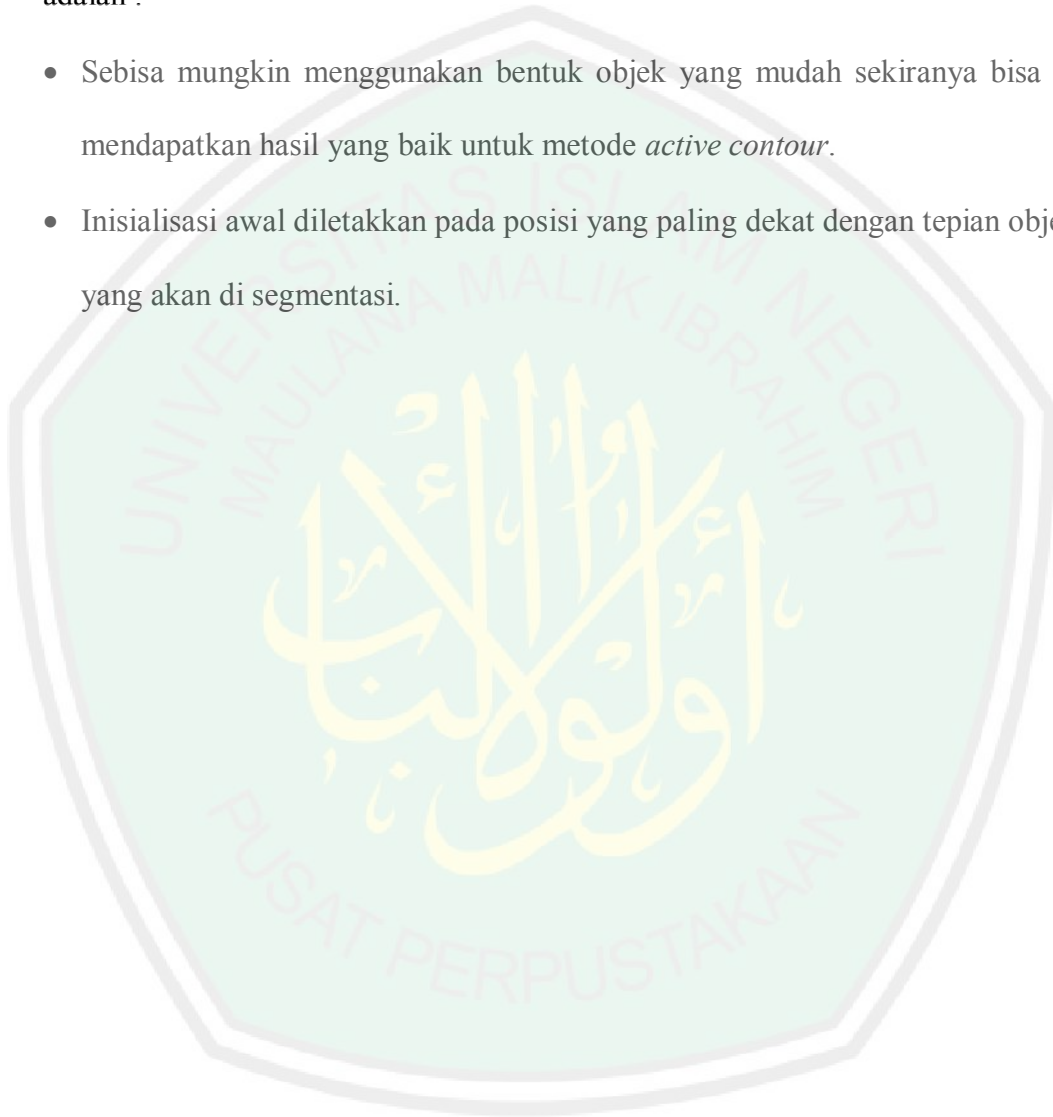 adalah :
• Sebisa mungkin menggunakan bentuk objek yang mudah sekiranya bisa
mendapatkan hasil yang baik untuk metode active contour.
• Inisialisasi awal diletakkan pada posisi yang paling dekat dengan tepian obje
yang akan di segmentasi.
UNIVERSITAS ISLAM NEGERI
MAULANA MALIK IBRAHIM
PUSAT PERPUSTAKAAN